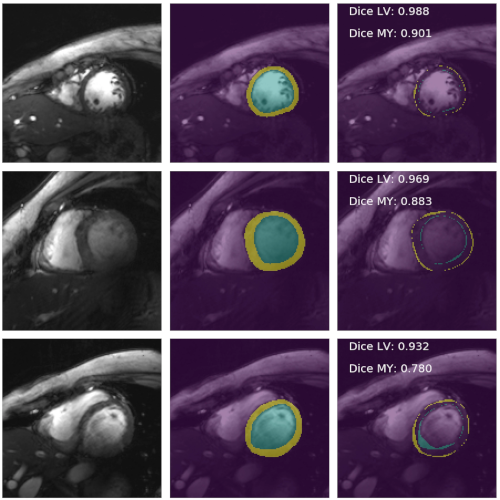 Dice LV: 0.988
Dice MY: 0.901
Dice LV: 0.969
Dice MY: 0.883
Dice LV: 0.932
Dice MY: 0.780